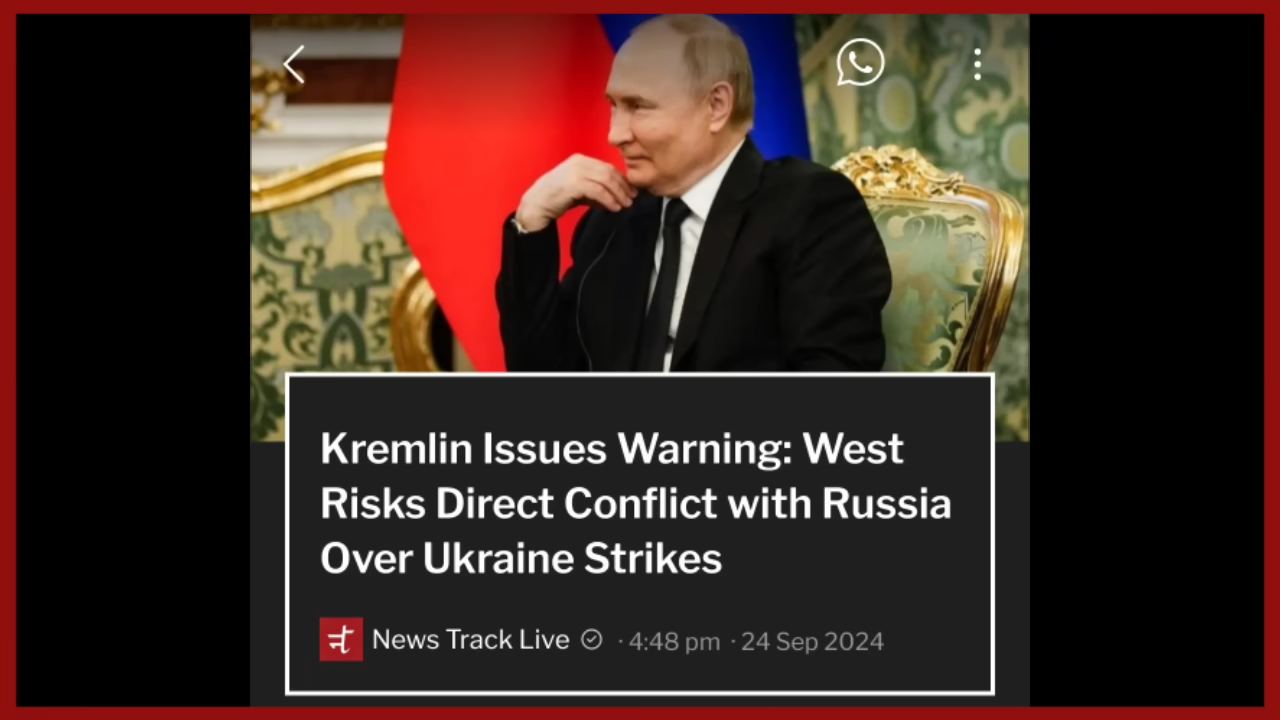 Kremlin Issues Warning: West
Risks Direct Conflict with Russia
Over Ukraine Strikes
न्ट News Track Live · 4:48 pm · 24 Sep 2024